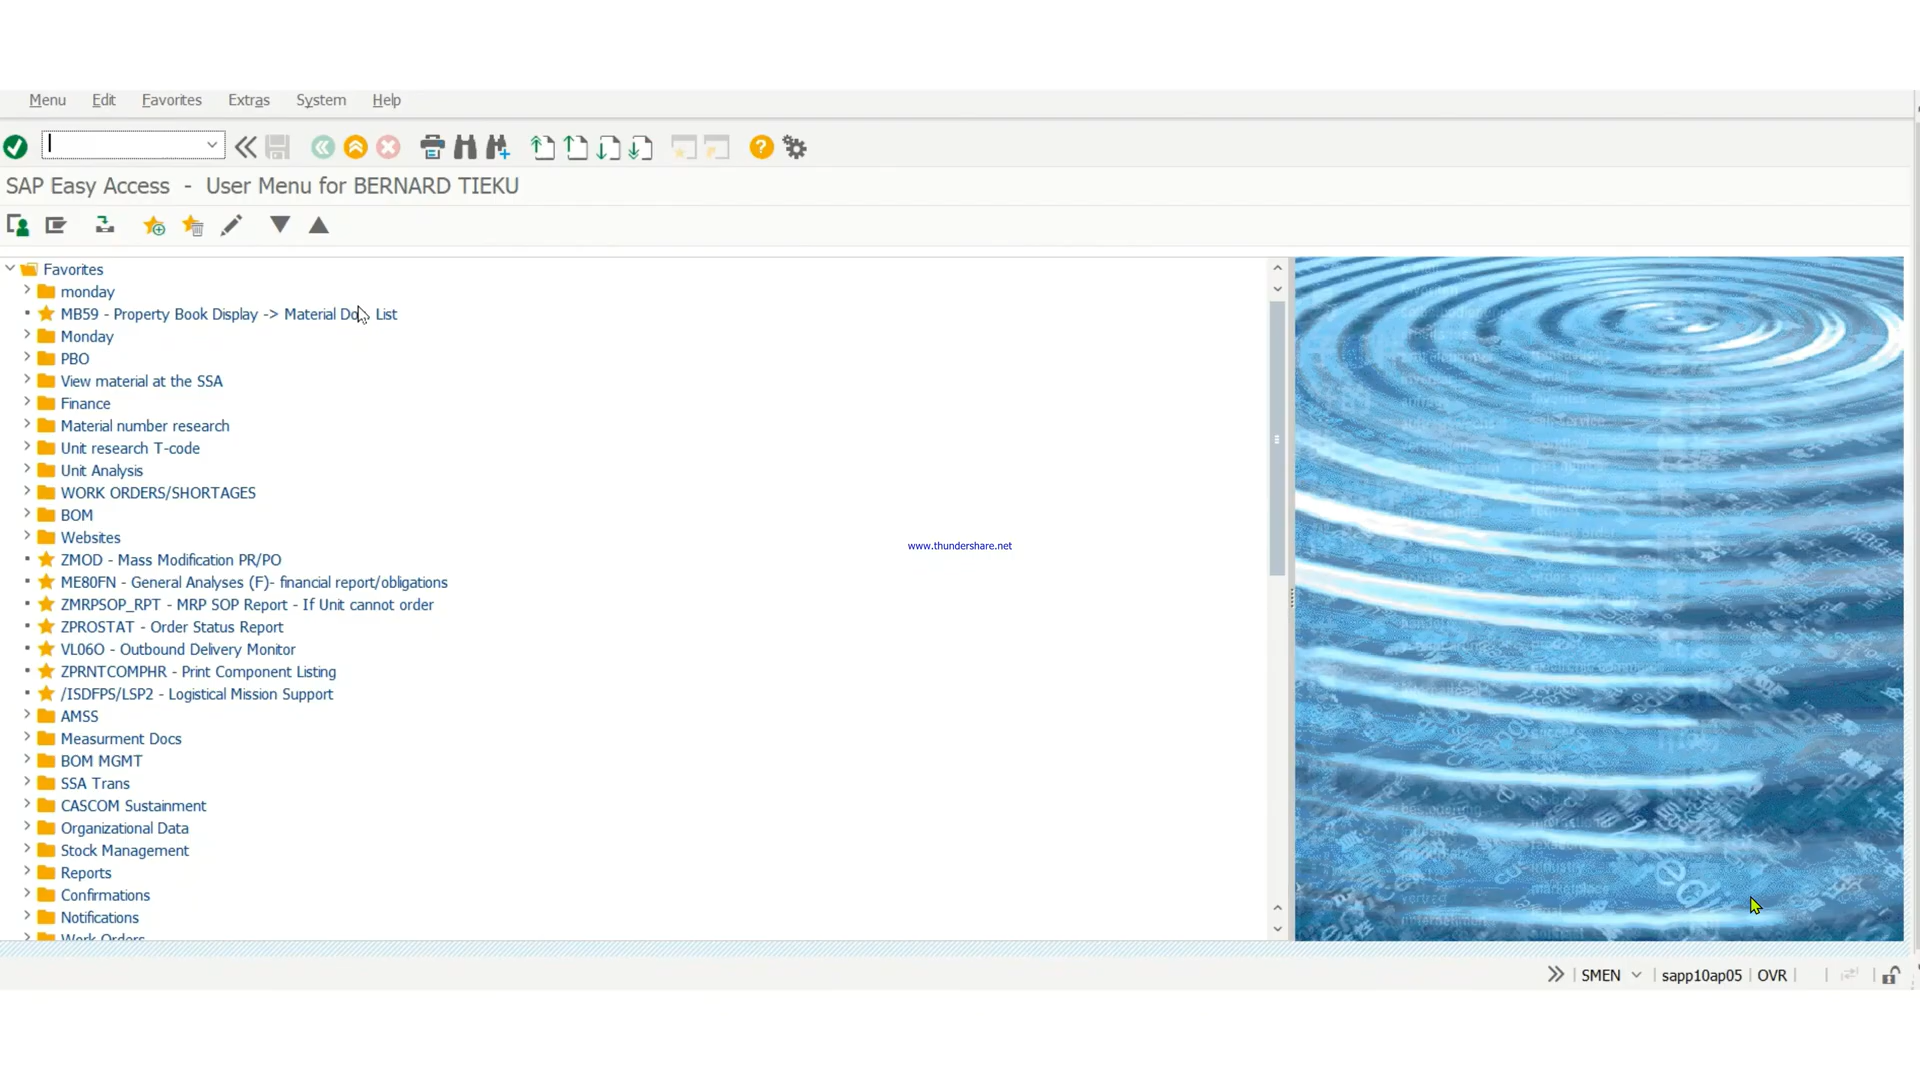 Menu Edit Favorites Extras System Help
SAP Easy Access - User Menu for BERNARD TIEKU
Favorites
monday
MB59 - Property Book Display -> Material Do List
Monday
PBO
View material at the SSA
Finance
Material number research
Unit research T-code
Unit Analysis
WORK ORDERS/SHORTAGES
BOM
Websites
www.thundershare.net
ZMOD - Mass Modification PR/PO
ME80FN - General Analyses (F)- financial report/obligations
ZMRPSOP_RPT - MRP SOP Report - If Unit cannot order
ZPROSTAT - Order Status Report
VL06O - Outbound Delivery Monitor
ZPRNTCOMPHR - Print Component Listing
/ISDFPS/LSP2 - Logistical Mission Support
AMSS
Measurment Docs
BOM MGMT
SSA Trans
CASCOM Sustainment
Organizational Data
Stock Management
Reports
Confirmations
Notifications
Work Orders
SMEN sapp10ap05 OVR